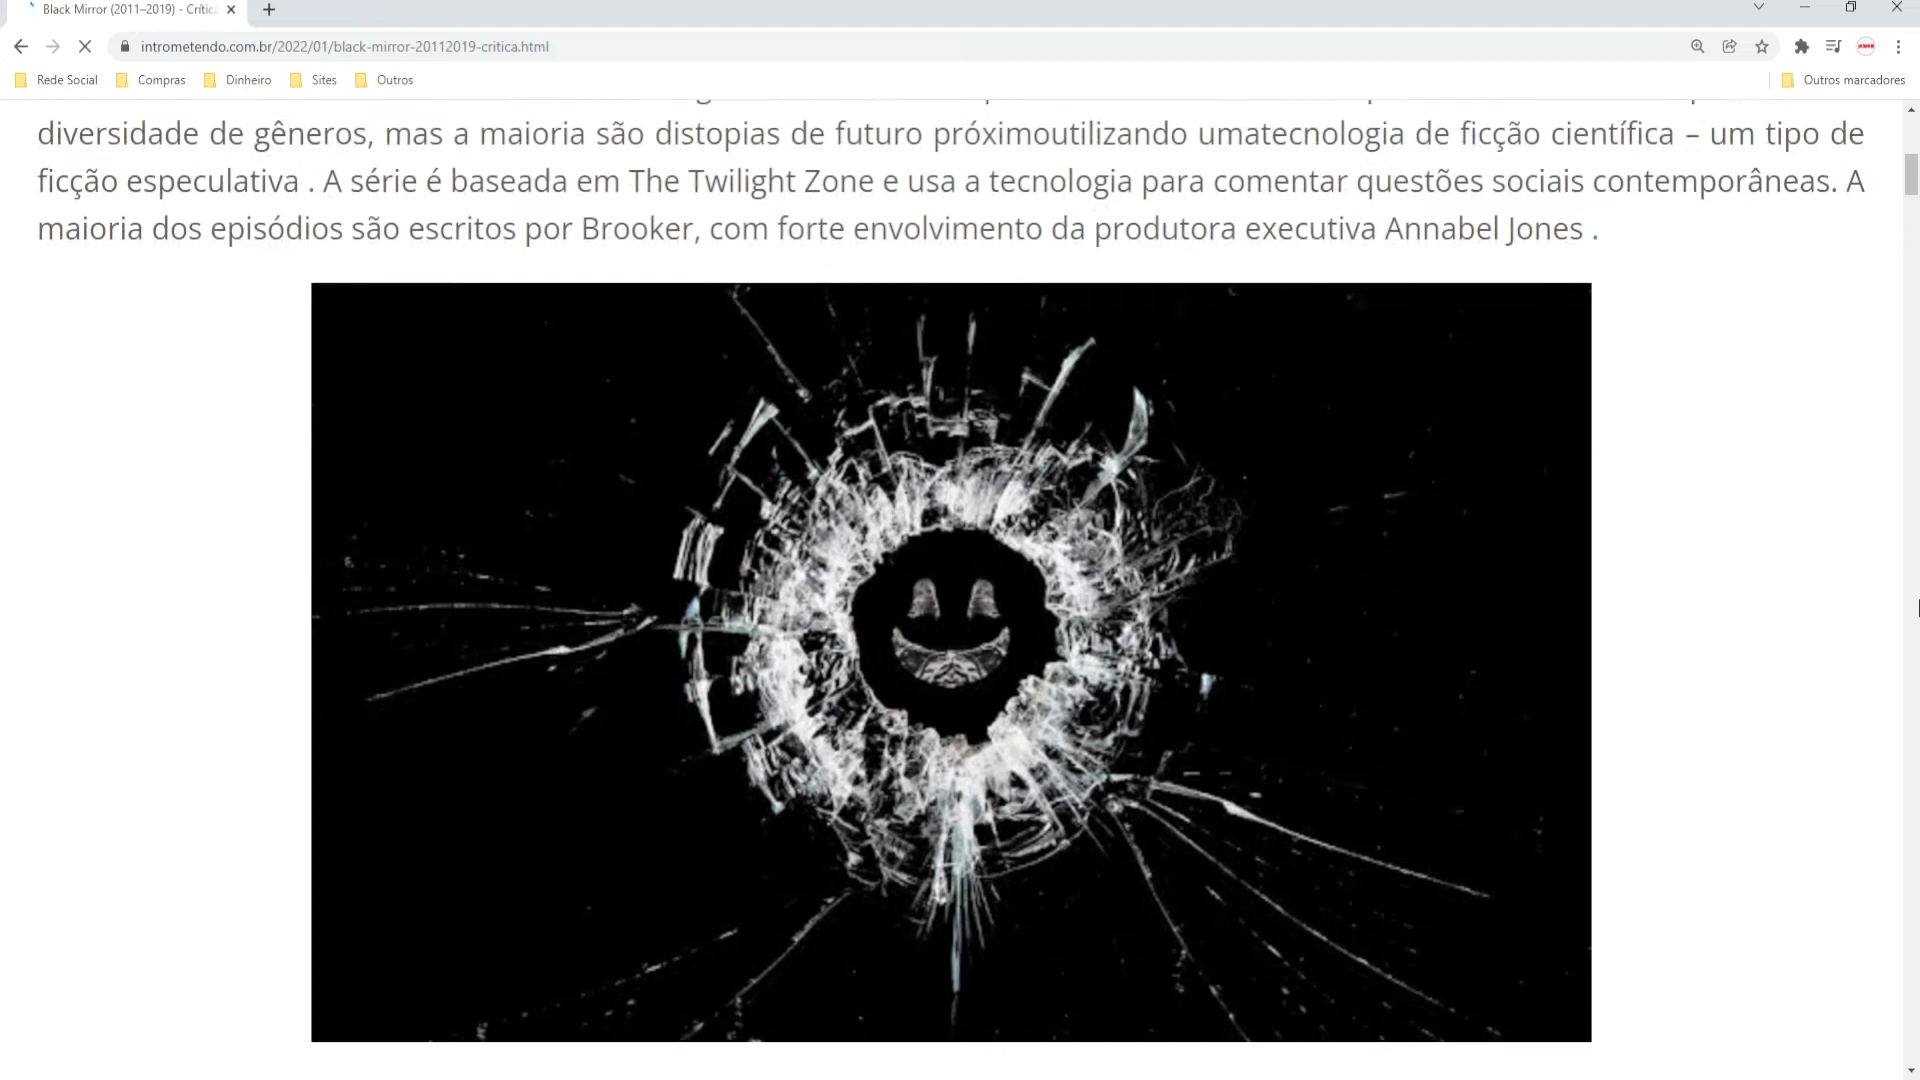 Black Mirror (2011–2019) - Crític
intrometendo.com.br/2022/01/black-mirror-20112019-critica.html
Rede Social
Compras
Dinheiro
Sites
Outros
Outros marcadores
diversidade de gêneros, mas a maioria são distopias de futuro próximoutilizando umatecnologia de ficção científica – um tipo de
ficção especulativa . A série é baseada em The Twilight Zone e usa a tecnologia para comentar questões sociais contemporâneas. A
maioria dos episódios são escritos por Brooker, com forte envolvimento da produtora executiva Annabel Jones .